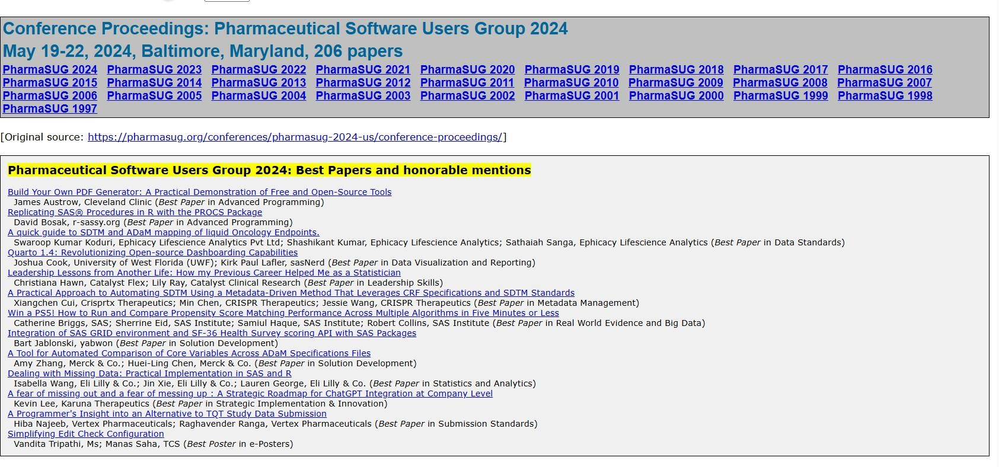 Conference Proceedings: Pharmaceutical Software Users Group 2024
May 19-22, 2024, Baltimore, Maryland, 206 papers
PharmaSUG 2024 PharmaSUG 2023 PharmaSUG 2022 PharmaSUG 2021 PharmaSUG 2020 PharmaSUG 2019 PharmaSUG 2018 PharmaSUG 2017 PharmaSUG 2016
PharmaSUG 2015 PharmaSUG 2014 PharmaSUG 2013 PharmaSUG 2012 PharmaSUG 2011 PharmaSUG 2010 PharmaSUG 2009 PharmaSUG 2008 PharmaSUG 2007
PharmaSUG 2006 PharmaSUG 2005 PharmaSUG 2004 PharmaSUG 2003 PharmaSUG 2002 PharmaSUG 2001 PharmaSUG 2000 PharmaSUG 1999 PharmaSUG 1998
PharmaSUG 1997
[Original source: https://pharmasug.org/conferences/pharmasug-2024-us/conference-proceedings/]
Pharmaceutical Software Users Group 2024: Best Papers and honorable mentions
Build Your Own PDF Generator: A Practical Demonstration of Free and Open-Source Tools
James Austrow, Cleveland Clinic (Best Paper in Advanced Programming)
Replicating SAS® Procedures in R with the PROCS Package
David Bosak, r-sassy.org (Best Paper in Advanced Programming)
A quick guide to SDTM and ADaM mapping of liquid Oncology Endpoints.
Swaroop Kumar Koduri, Ephicacy Lifescience Analytics Pvt Ltd; Shashikant Kumar, Ephicacy Lifescience Analytics; Sathaiah Sanga, Ephicacy Lifescience Analytics (Best Paper in Data Standards)
Quarto 1.4: Revolutionizing Open-source Dashboarding Capabilities
Joshua Cook, University of West Florida (UWF); Kirk Paul Lafler, sasNerd (Best Paper in Data Visualization and Reporting)
Leadership Lessons from Another Life: How my Previous Career Helped Me as a Statistician
Christiana Hawn, Catalyst Flex; Lily Ray, Catalyst Clinical Research (Best Paper in Leadership Skills)
A Practical Approach to Automating SDTM Using a Metadata-Driven Method That Leverages CRF Specifications and SDTM Standards
Xiangchen Cui, Crisprtx Therapeutics; Min Chen, CRISPR Therapeutics; Jessie Wang, CRISPR Therapeutics (Best Paper in Metadata Management)
Win a PS5! How to Run and Compare Propensity Score Matching Performance Across Multiple Algorithms in Five Minutes or Less
Catherine Briggs, SAS; Sherrine Eid, SAS Institute; Samiul Haque, SAS Institute; Robert Collins, SAS Institute (Best Paper in Real World Evidence and Big Data)
Integration of SAS GRID environment and SF-36 Health Survey scoring API with SAS Packages
Bart Jablonski, yabwon (Best Paper in Solution Development)
A Tool for Automated Comparison of Core Variables Across ADaM Specifications Files
Amy Zhang, Merck & Co.; Huei-Ling Chen, Merck & Co. (Best Paper in Solution Development)
Dealing with Missing Data: Practical Implementation in SAS and R
Isabella Wang, Eli Lilly & Co.; Jin Xie, Eli Lilly & Co.; Lauren George, Eli Lilly & Co. (Best Paper in Statistics and Analytics)
A fear of missing out and a fear of messing up : A Strategic Roadmap for ChatGPT Integration at Company Level
Kevin Lee, Karuna Therapeutics (Best Paper in Strategic Implementation & Innovation)
A Programmer's Insight into an Alternative to TQT Study Data Submission
Hiba Najeeb, Vertex Pharmaceuticals; Raghavender Ranga, Vertex Pharmaceuticals (Best Paper in Submission Standards)
Simplifying Edit Check Configuration
Vandita Tripathi, Ms; Manas Saha, TCS (Best Poster in e-Posters)